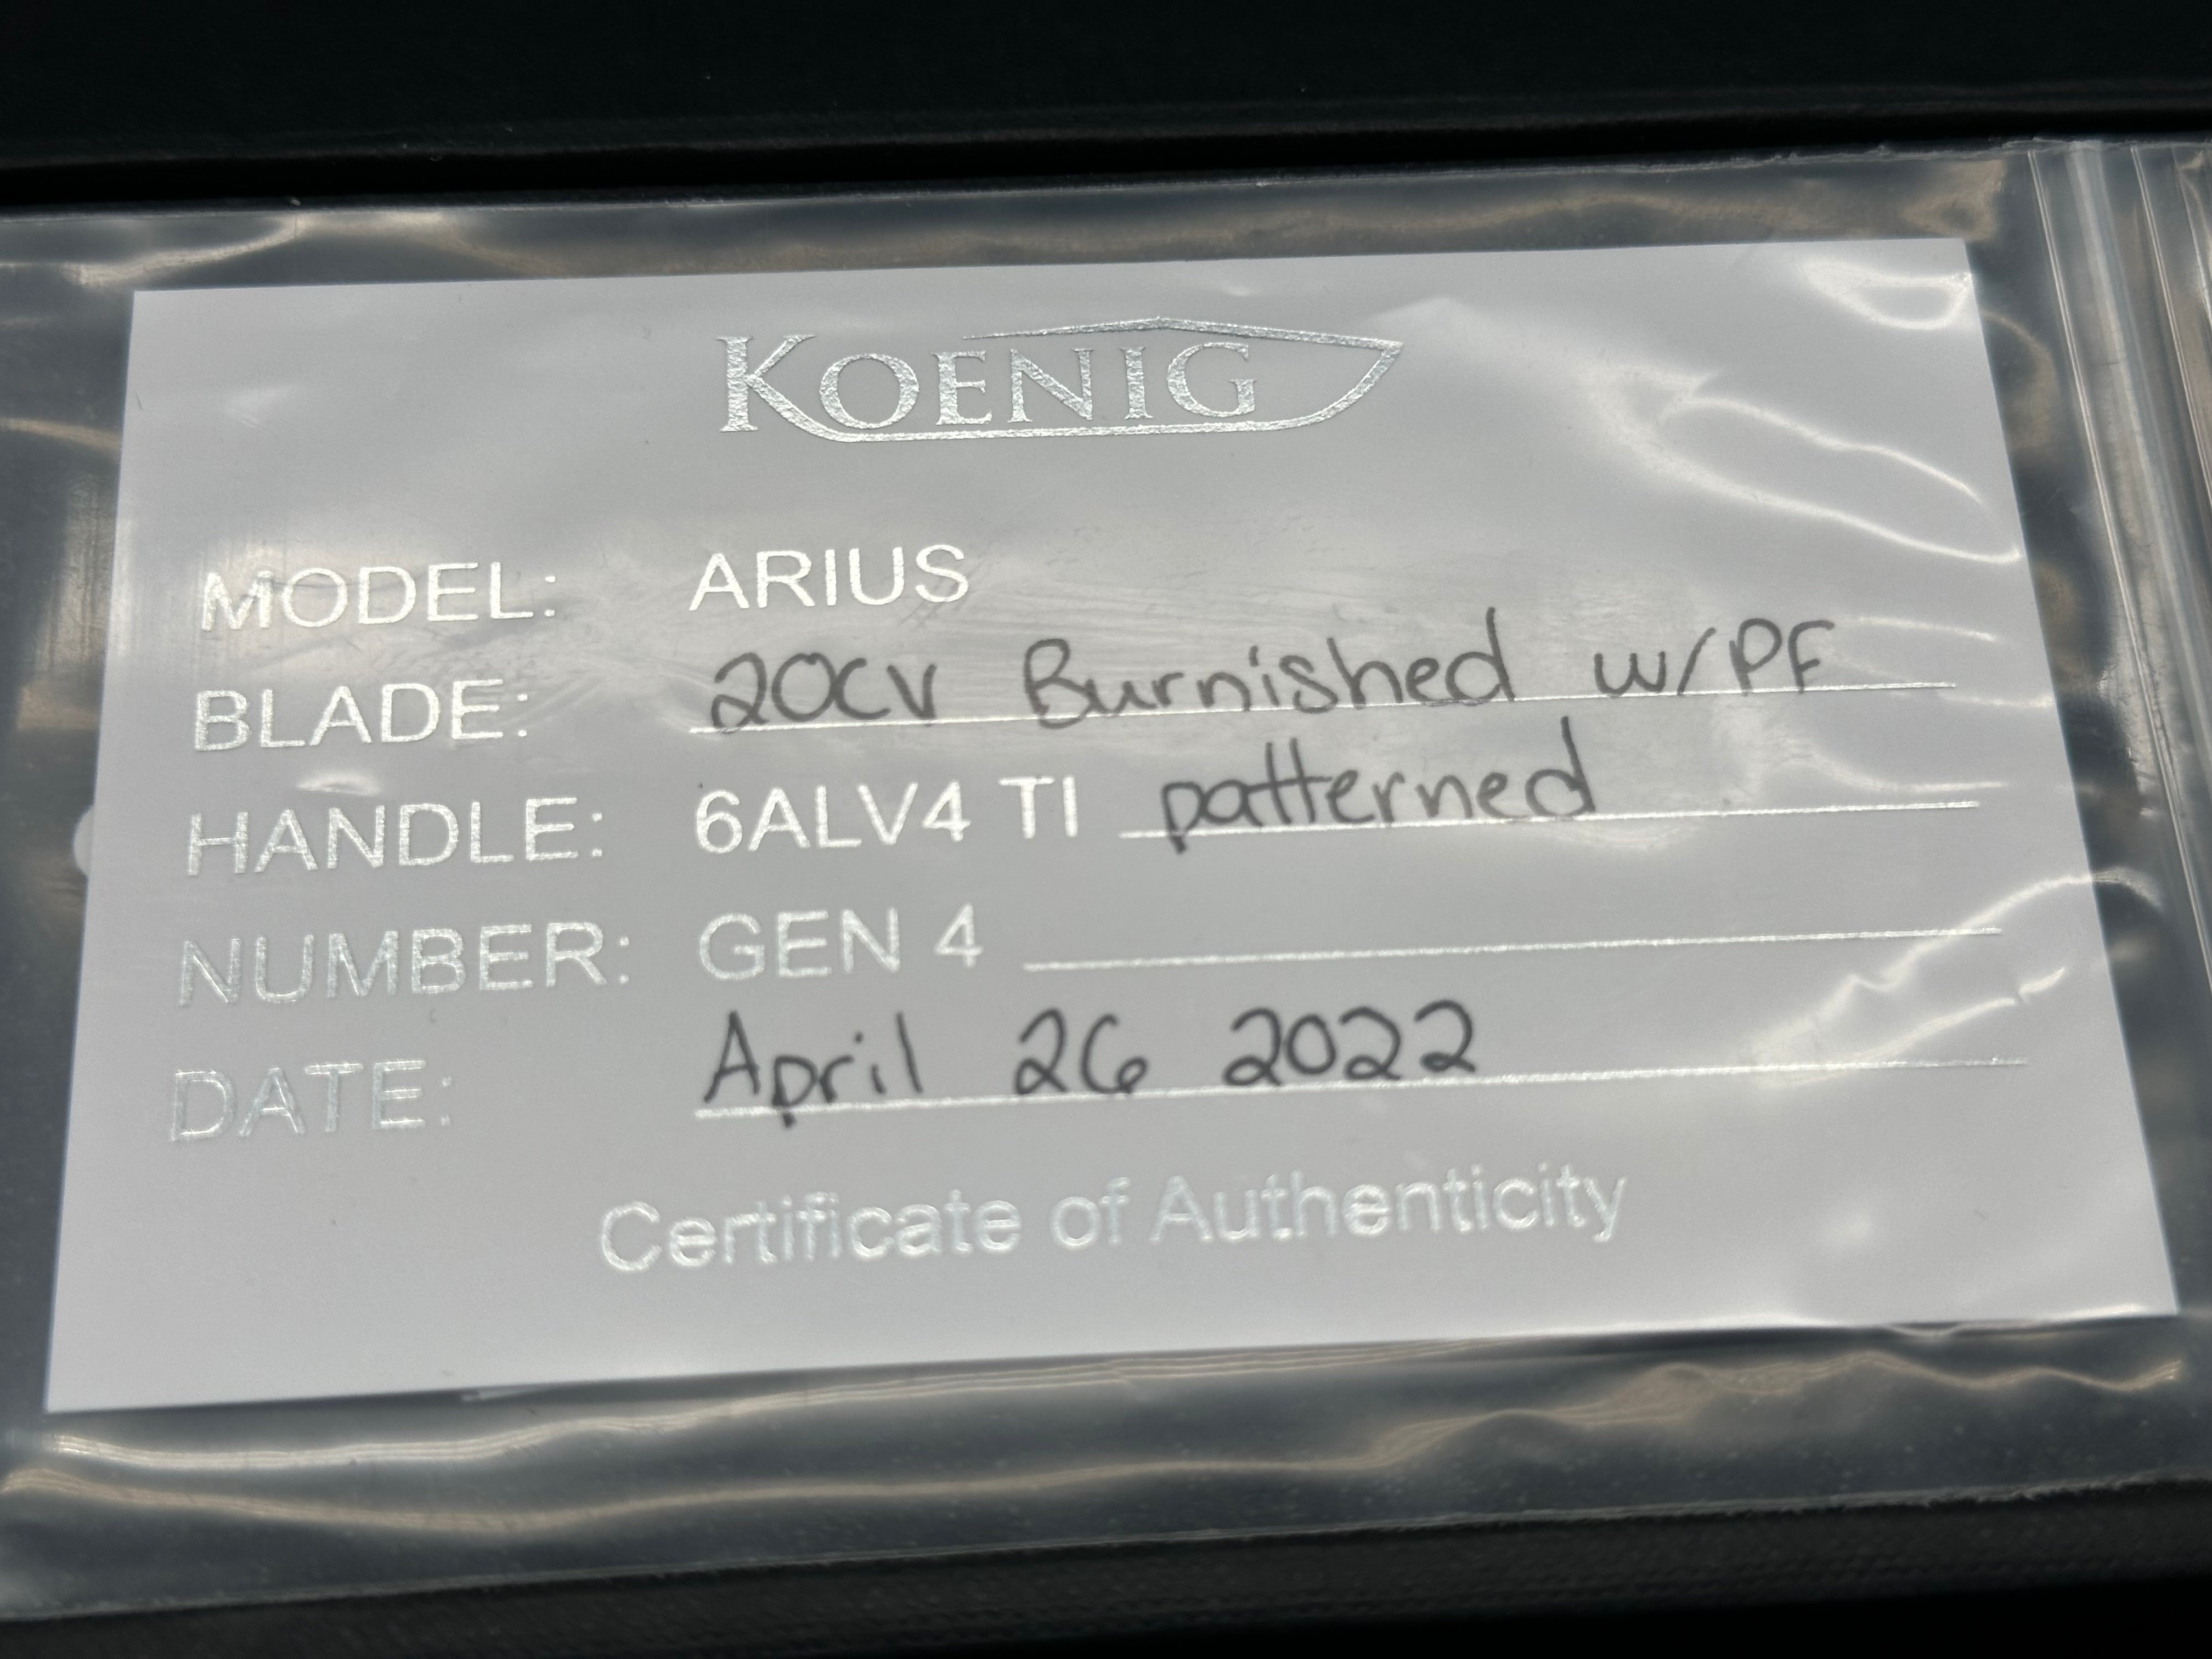 KOENIG
MODEL: ARIUS
BLADE: 20CV Burnished w/PF
HANDLE: 6ALV4 TI patterned
NUMBER: GEN 4
DATE: April 26 2022
Certificate of Authenticity